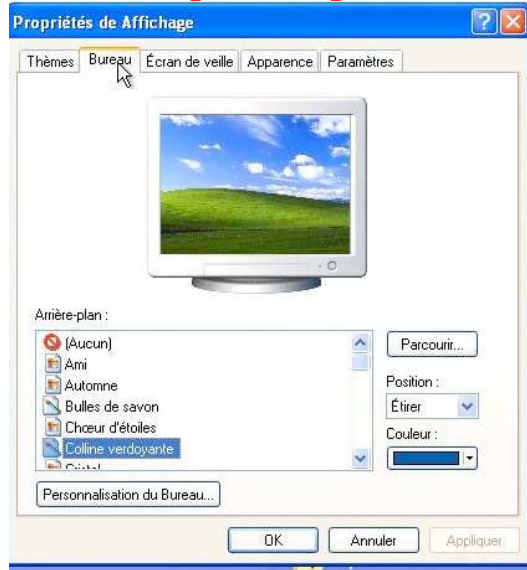 Propriétés de Affichage
Thèmes Bureau Écran de veille Apparence Paramètres
Arrière-plan :
(Aucun)
Ami
Automne
Bulles de savon
Chœur d'étoiles
Colline verdoyante
Parcourir...
Position :
Étirer
Couleur :
Personnalisation du Bureau...
OK Annuler Appliquer